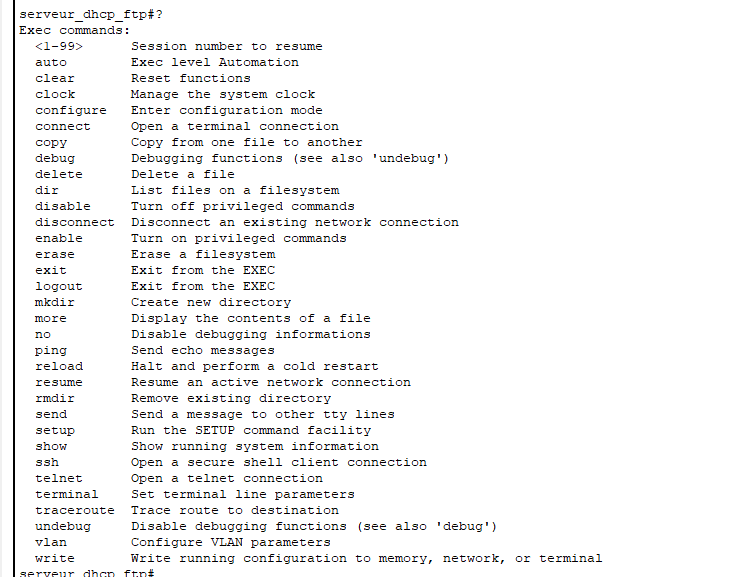 serveur_dhcp_ftp#?
Exec commands:
<1-99> Session number to resume
auto Exec level Automation
clear Reset functions
clock Manage the system clock
configure Enter configuration mode
connect Open a terminal connection
copy Copy from one file to another
debug Debugging functions (see also 'undebug')
delete Delete a file
dir List files on a filesystem
disable Turn off privileged commands
disconnect Disconnect an existing network connection
enable Turn on privileged commands
erase Erase a filesystem
exit Exit from the EXEC
logout Exit from the EXEC
mkdir Create new directory
more Display the contents of a file
no Disable debugging informations
ping Send echo messages
reload Halt and perform a cold restart
resume Resume an active network connection
rmdir Remove existing directory
send Send a message to other tty lines
setup Run the SETUP command facility
show Show running system information
ssh Open a secure shell client connection
telnet Open a telnet connection
terminal Set terminal line parameters
traceroute Trace route to destination
undebug Disable debugging functions (see also 'debug')
vlan Configure VLAN parameters
write Write running configuration to memory, network, or terminal
serveur_dhcp_ftp#